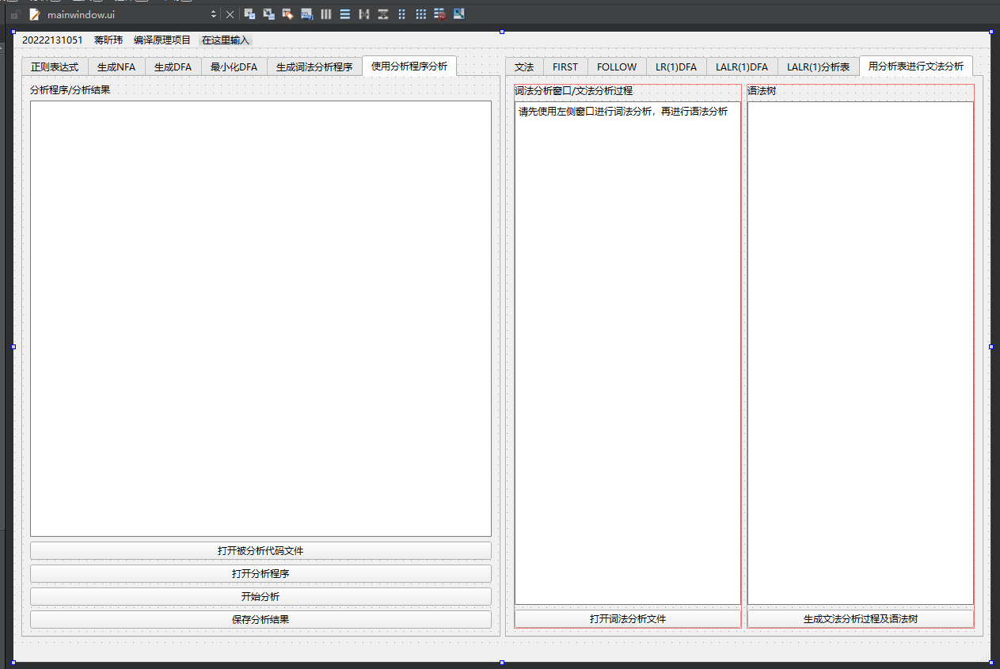 mainwindow.ui
20222131051 蒋昕玮 编译原理项目 在这里输入
正则表达式 生成NFA 生成DFA 最小化DFA 生成词法分析程序 使用分析程序分析
分析程序/分析结果
打开被分析代码文件
打开分析程序
开始分析
保存分析结果
文法 FIRST FOLLOW LR(1)DFA LALR(1)DFA LALR(1)分析表 用分析表进行文法分析
词法分析窗口/文法分析过程
请先使用左侧窗口进行词法分析，再进行语法分析
打开词法分析文件
语法树
生成文法分析过程及语法树